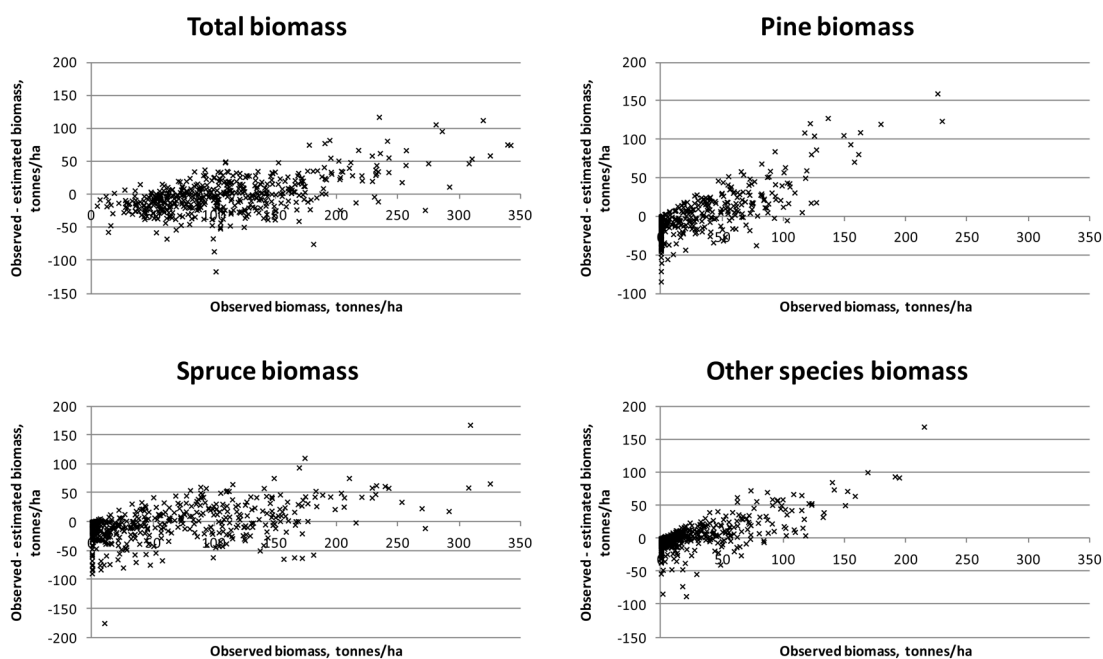 Total biomass
200
150
100
50
0
-50
-100
-150
0 50 100 150 200 250 300 350
Observed - estimated biomass,
tonnes/ha
Observed biomass, tonnes/ha
Pine biomass
200
150
100
50
0
-50
-100
0 50 100 150 200 250 300 350
Observed - estimated biomass,
tonnes/ha
Observed biomass, tonnes/ha
Spruce biomass
200
150
100
50
0
-50
-100
-150
-200
0 50 100 150 200 250 300 350
Observed - estimated biomass,
tonnes/ha
Observed biomass, tonnes/ha
Other species biomass
200
150
100
50
0
-50
-100
-150
0 50 100 150 200 250 300 350
Observed - estimated biomass,
tonnes/ha
Observed biomass, tonnes/ha